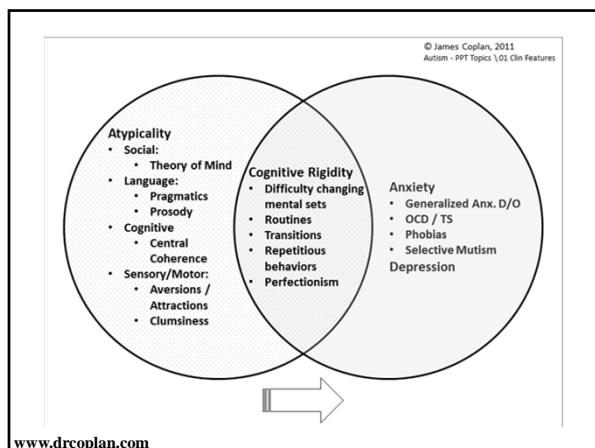 © James Coplan, 2011
Autism - PPT Topics \01 Clin Features
Atypicality
• Social:
• Theory of Mind
• Language:
• Pragmatics
• Prosody
• Cognitive
• Central
Coherence
• Sensory/Motor:
• Aversions /
Attractions
• Clumsiness
Cognitive Rigidity
• Difficulty changing
mental sets
• Routines
• Transitions
• Repetitious
behaviors
• Perfectionism
Anxiety
• Generalized Anx. D/O
• OCD / TS
• Phobias
• Selective Mutism
Depression
www.drcoplan.com